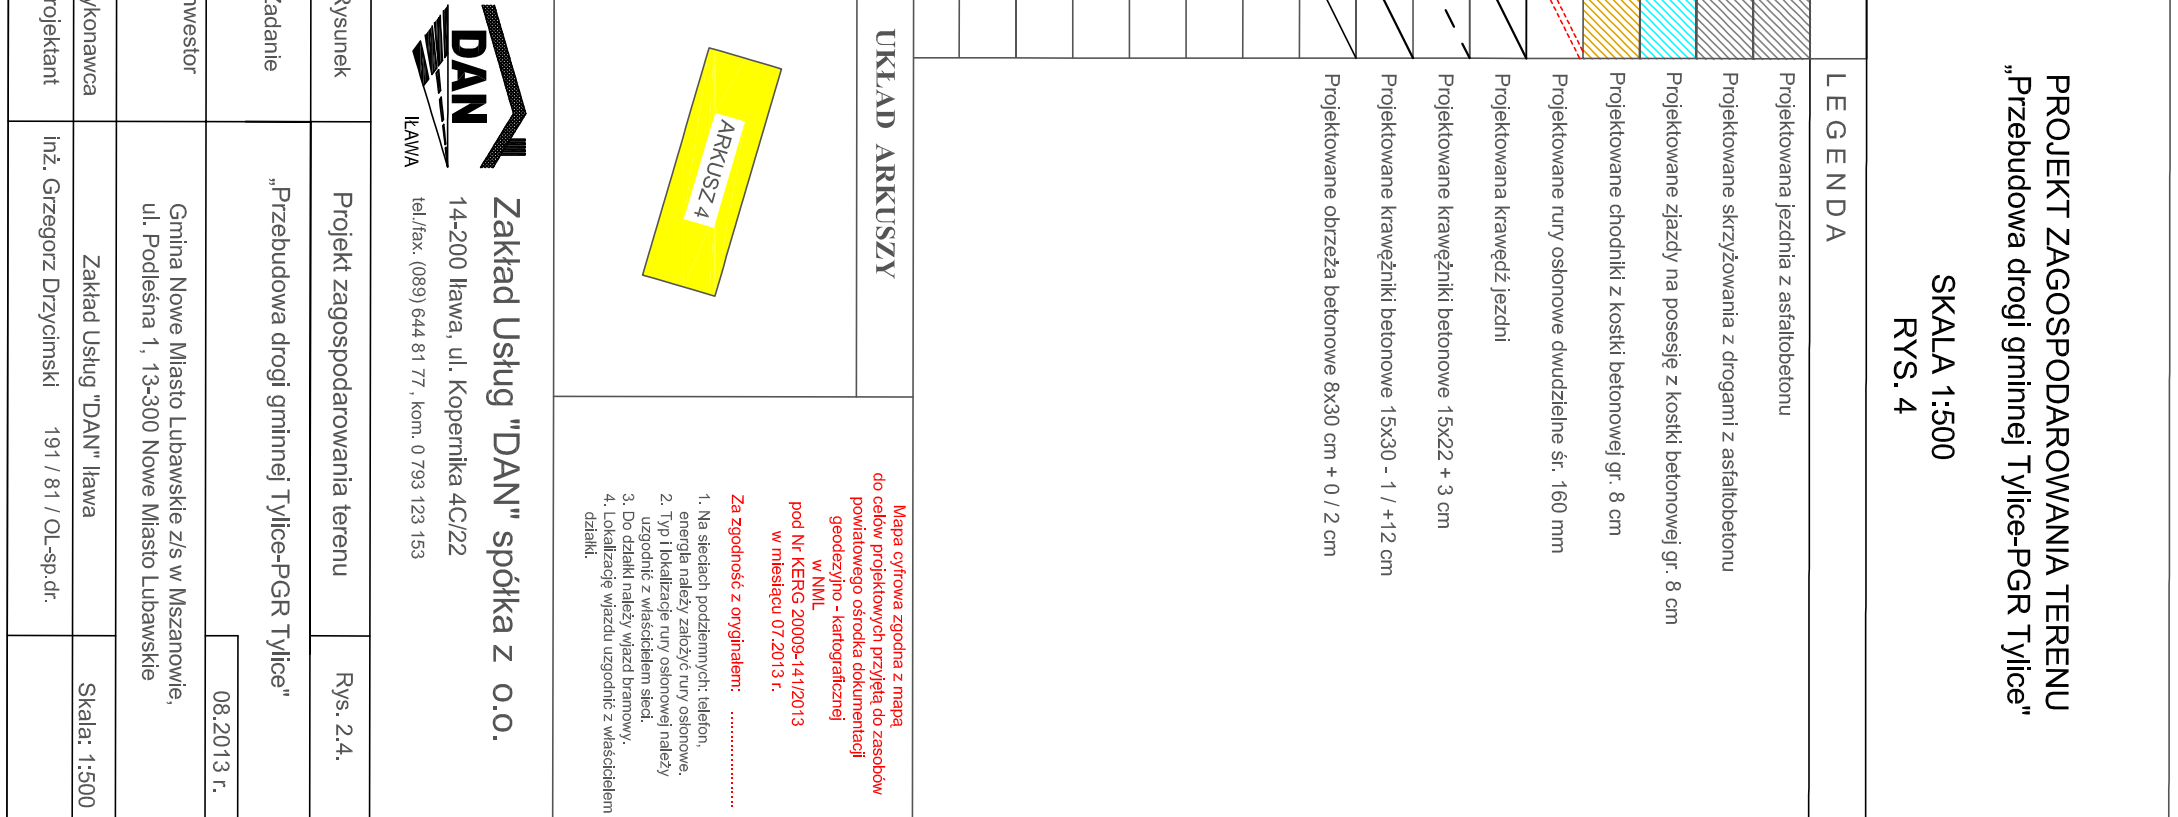 PROJEKT ZAGOSPODAROWANIA TERENU
„Przebudowa drogi gminnej Tylice-PGR Tylice"
SKALA 1:500
RYS. 4
LEGENDA
Projektowana jezdnia z asfaltobetonu
Projektowane skrzyżowania z drogami z asfaltobetonu
Projektowane zjazdy na posesję z kostki betonowej gr. 8 cm
Projektowane chodniki z kostki betonowej gr. 8 cm
Projektowane rury osłonowe dwudzielne śr. 160 mm
Projektowana krawędź jezdni
Projektowane krawężniki betonowe 15x22 + 3 cm
Projektowane krawężniki betonowe 15x30 - 1 / +12 cm
Projektowane obrzeża betonowe 8x30 cm + 0 / 2 cm
UKŁAD ARKUSZY
ARKUSZ 4
Mapa cyfrowa zgodna z mapą
do celów projektowych przyjętą do zasobów
powiatowego ośrodka dokumentacji
geodezyjno - kartograficznej
w NML
pod Nr KERG 20009-141/2013
w miesiącu 07.2013 r.
Za zgodność z oryginałem: ...................
1. Na sieciach podziemnych: telefon,
energia należy założyć rury osłonowe.
2. Typ i lokalizacje rury osłonowej należy
uzgodnić z właścicielem sieci.
3. Do działki należy wjazd bramowy.
4. Lokalizację wjazdu uzgodnić z właścicielem
działki.
DAN
IŁAWA
Zakład Usług "DAN" spółka z o.o.
14-200 Iława, ul. Kopernika 4C/22
tel./fax. (089) 644 81 77, kom. 0 793 123 153
Rysunek
Projekt zagospodarowania terenu
Rys. 2.4.
Zadanie
„Przebudowa drogi gminnej Tylice-PGR Tylice"
08.2013 r.
nwestor
Gmina Nowe Miasto Lubawskie z/s w Mszanowie,
ul. Podleśna 1, 13-300 Nowe Miasto Lubawskie
ykonawca
Zakład Usług "DAN" Iława
Skala: 1:500
rojektant
inż. Grzegorz Drzycimski 191 / 81 / OL-sp.dr.